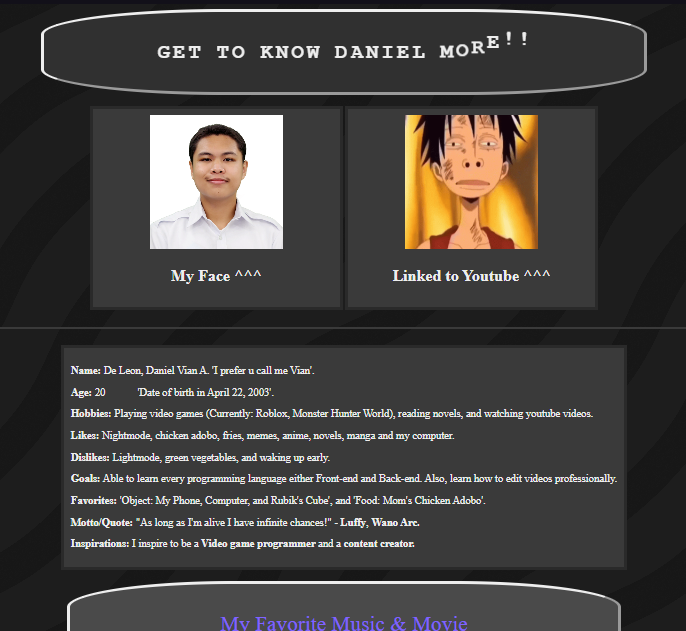 GET TO KNOW DANIEL MORE!!
My Face ^^^
Linked to Youtube ^^^
Name: De Leon, Daniel Vian A. 'I prefer u call me Vian'.
Age: 20 'Date of birth in April 22, 2003'.
Hobbies: Playing video games (Currently: Roblox, Monster Hunter World), reading novels, and watching youtube videos.
Likes: Nightmode, chicken adobo, fries, memes, anime, novels, manga and my computer.
Dislikes: Lightmode, green vegetables, and waking up early.
Goals: Able to learn every programming language either Front-end and Back-end. Also, learn how to edit videos professionally.
Favorites: 'Object: My Phone, Computer, and Rubik's Cube', and 'Food: Mom's Chicken Adobo'.
Motto/Quote: "As long as I'm alive I have infinite chances!" - Luffy, Wano Arc.
Inspirations: I inspire to be a Video game programmer and a content creator.
My Favorite Music & Movie